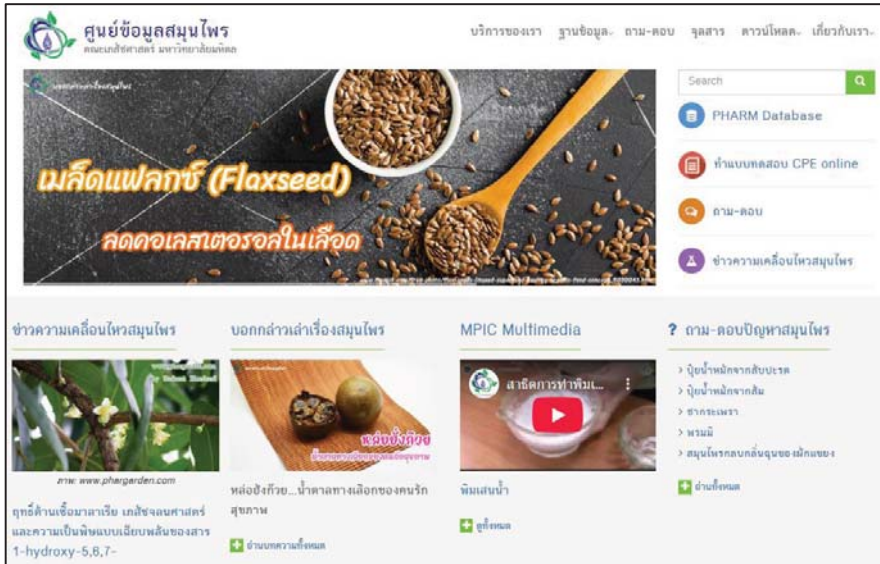 ศูนย์ข้อมูลสมุนไพร
คณะเภสัชศาสตร์ มหาวิทยาลัยมหิดล
บริการของเรา ฐานข้อมูล ถาม-ตอบ จุลสาร ดาวน์โหลด เกี่ยวกับเรา
เมล็ดแฟลกซ์ (Flaxseed)
ลดคอเลสเตอรอลในเลือด
Search
PHARM Database
ทำแบบทดสอบ CPE online
ถาม-ตอบ
ข่าวความเคลื่อนไหวสมุนไพร
ข่าวความเคลื่อนไหวสมุนไพร
ภาพ: www.phargarden.com
ฤทธิ์ต้านเชื้อมาลาเรีย เภสัชจลนศาสตร์
และความเป็นพิษแบบเฉียบพลันของสาร
1-hydroxy-5,6,7-
บอกกล่าวเล่าเรื่องสมุนไพร
หล่อฮังก๊วย
หล่อฮังก๊วย...น้ำตาลทางเลือกของคนรัก
สุขภาพ
อ่านบทความทั้งหมด
MPIC Multimedia
สาธิตการทำพิมเ...
พิมเสนน้ำ
ดูทั้งหมด
? ถาม-ตอบปัญหาสมุนไพร
> ปุ๋ยน้ำหมักจากสับปะรด
> ปุ๋ยน้ำหมักจากส้ม
> ชากระเพรา
> พรมมิ
> สมุนไพรกลบกลิ่นฉุนของผักแขยง
อ่านทั้งหมด